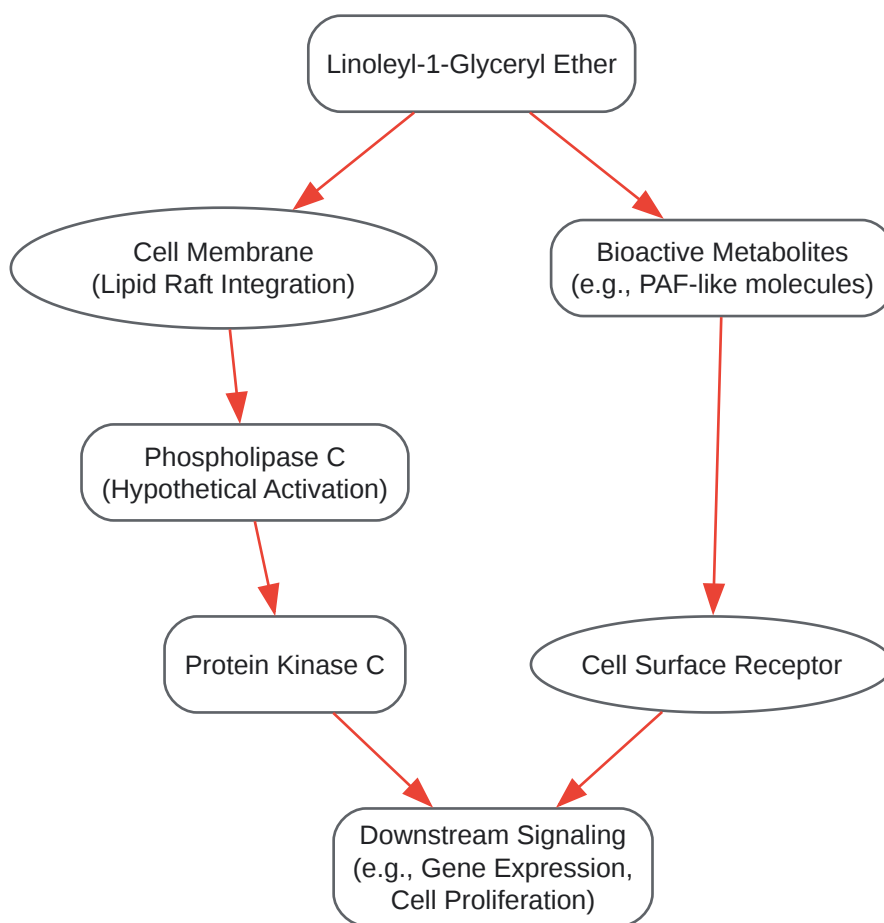 Linoleyl-1-Glyceryl Ether
Cell Membrane
(Lipid Raft Integration)
Bioactive Metabolites
(e.g., PAF-like molecules)
Phospholipase C
(Hypothetical Activation)
Protein Kinase C
Cell Surface Receptor
Downstream Signaling
(e.g., Gene Expression,
Cell Proliferation)